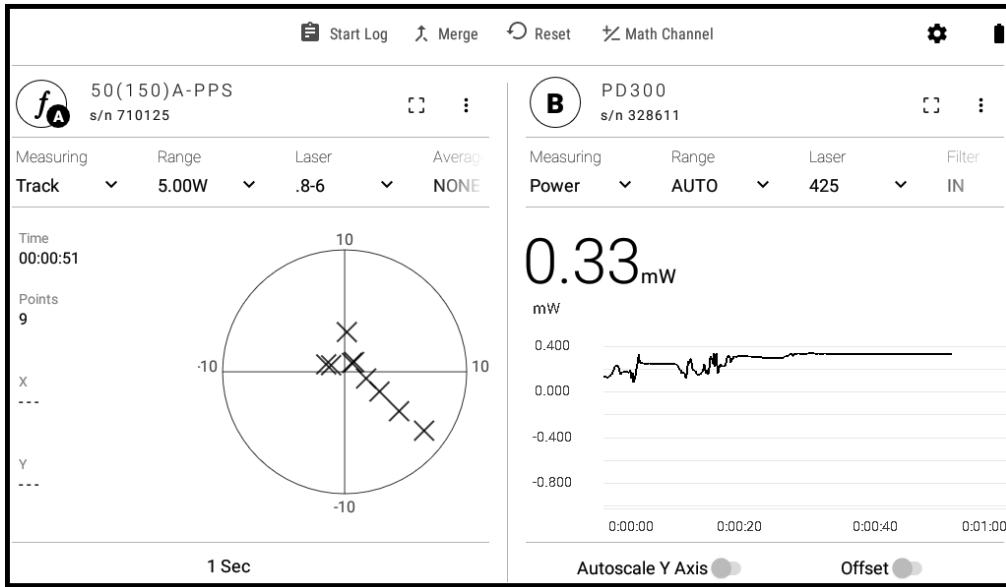 Start Log Merge Reset Math Channel
f A
50(150)A-PPS
s/n 710125
Measuring Range Laser Averag
Track 5.00W .8-6 NONE
Time
00:00:51
Points
9
X
---
Y
---
10
-10 10
-10
1 Sec
B
PD300
s/n 328611
Measuring Range Laser Filter
Power AUTO 425 IN
0.33mW
mW
0.400
0.000
-0.400
-0.800
0:00:00 0:00:20 0:00:40 0:01:00
Autoscale Y Axis Offset